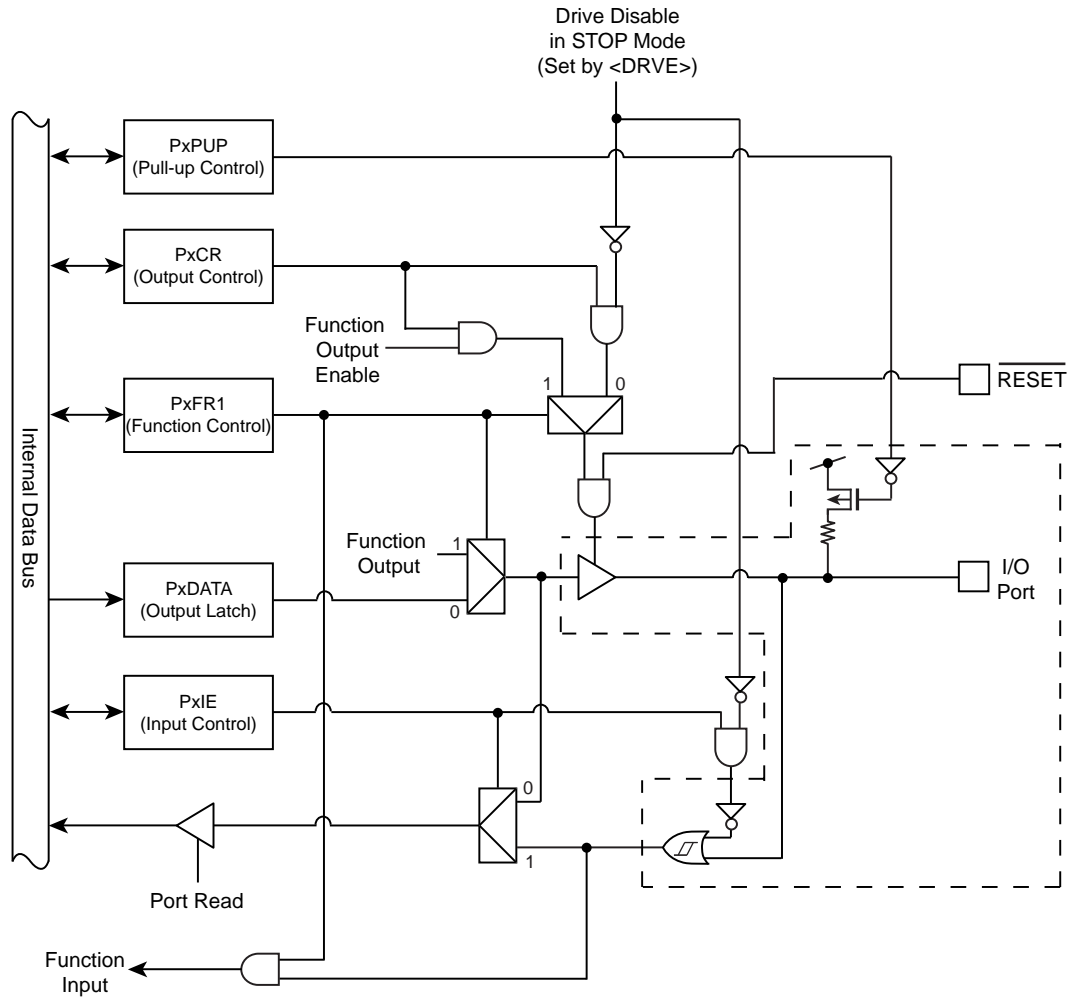 Drive Disable
in STOP Mode
(Set by <DRVE>)
PxPUP
(Pull-up Control)
PxCR
(Output Control)
Function
Output
Enable
1
0
RESET
PxFR1
(Function Control)
Internal Data Bus
Function
Output
1
0
I/O
Port
PxDATA
(Output Latch)
PxIE
(Input Control)
0
1
Port Read
Function
Input